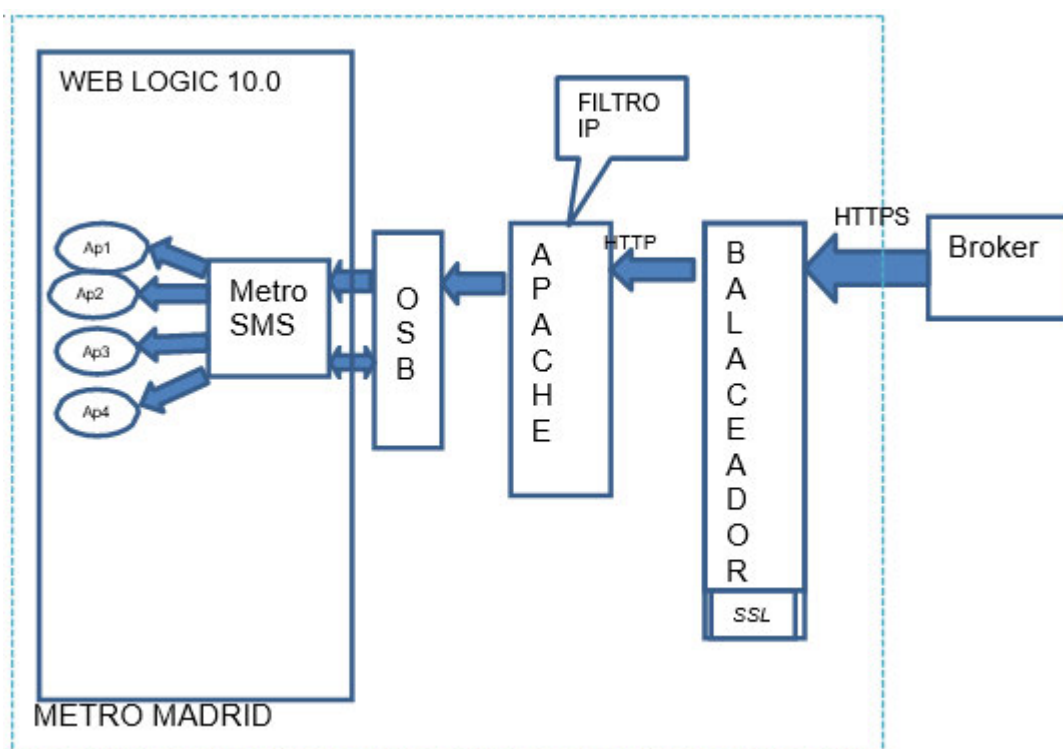 WEB LOGIC 10.0
FILTRO
IP
HTTPS
Broker
HTTP
B
A
L
A
C
E
A
D
O
R
SSL
A
P
A
C
H
E
O
S
B
Metro
SMS
Ap1
Ap2
Ap3
Ap4
METRO MADRID